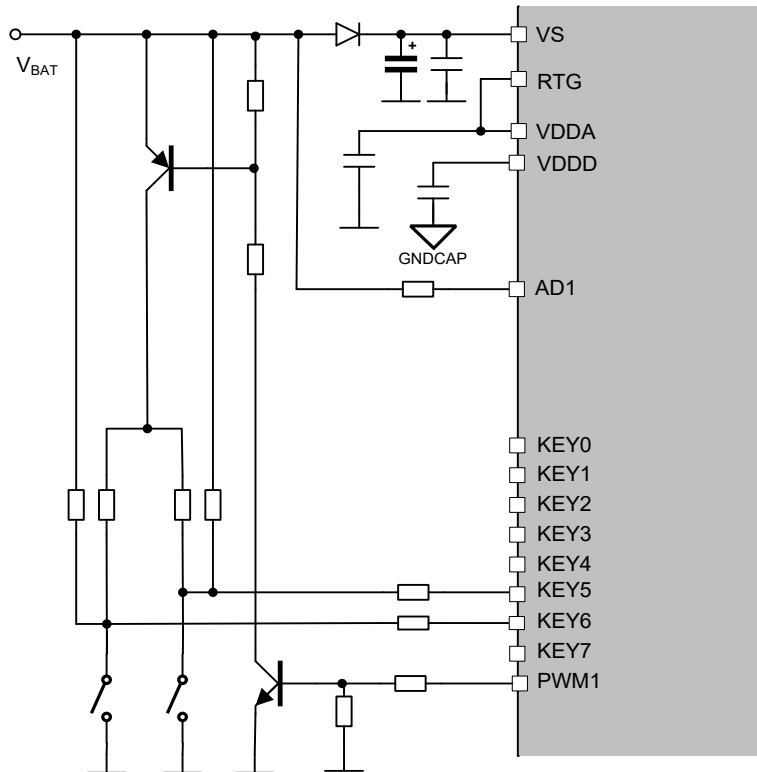 VS
VBAT
+
RTG
VDDA
VDDD
GNDCAP
AD1
KEY0
KEY1
KEY2
KEY3
KEY4
KEY5
KEY6
KEY7
PWM1